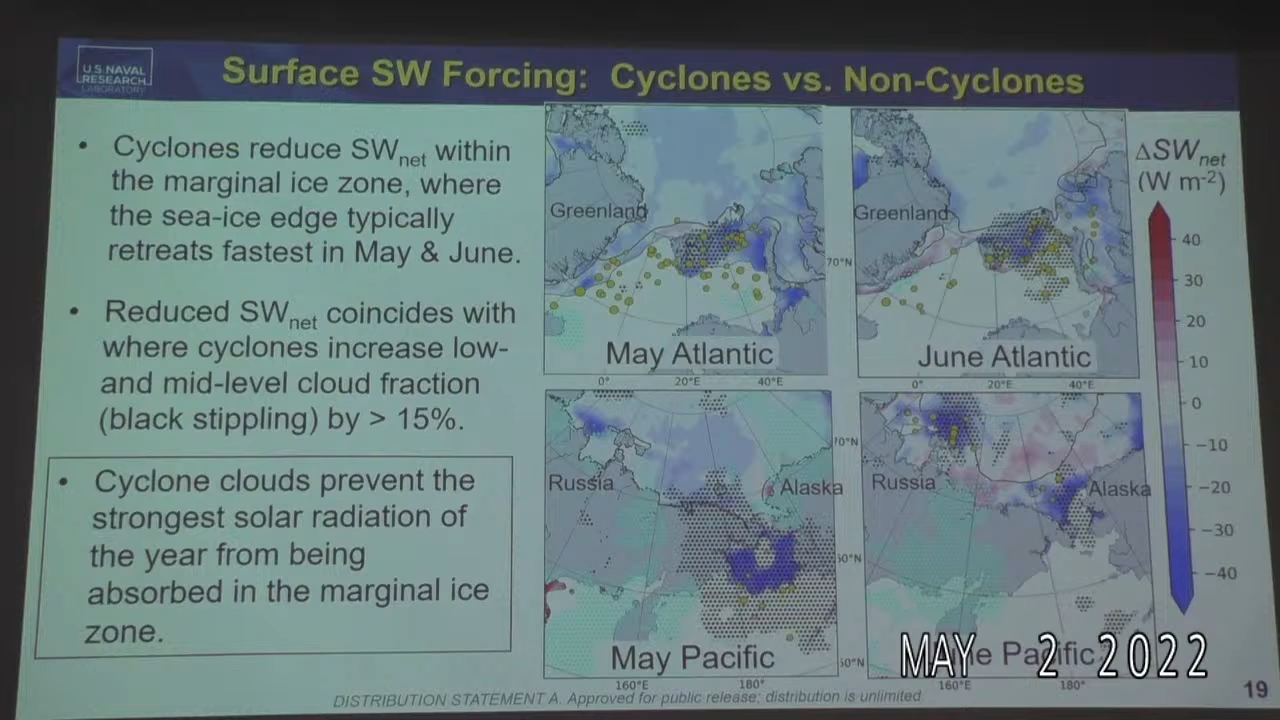 U.S. NAVAL
RESEARCH
LABORATORY
Surface SW Forcing: Cyclones vs. Non-Cyclones
• Cyclones reduce SWnet within
the marginal ice zone, where
the sea-ice edge typically
retreats fastest in May & June.
• Reduced SWnet coincides with
where cyclones increase low-
and mid-level cloud fraction
(black stippling) by > 15%.
• Cyclone clouds prevent the
strongest solar radiation of
the year from being
absorbed in the marginal ice
zone.
Greenland
May Atlantic
0° 20°E 40°E
70°N
Greenland
June Atlantic
0° 20°E 40°E
Russia
Alaska
May Pacific
160°E 180°
70°N
60°N
50°N
Russia
Alaska
June Pacific
160°E 180°
ΔSWnet
(W m-2)
40
30
20
10
0
−10
−20
−30
−40
MAY 2 2022
DISTRIBUTION STATEMENT A. Approved for public release; distribution is unlimited
19